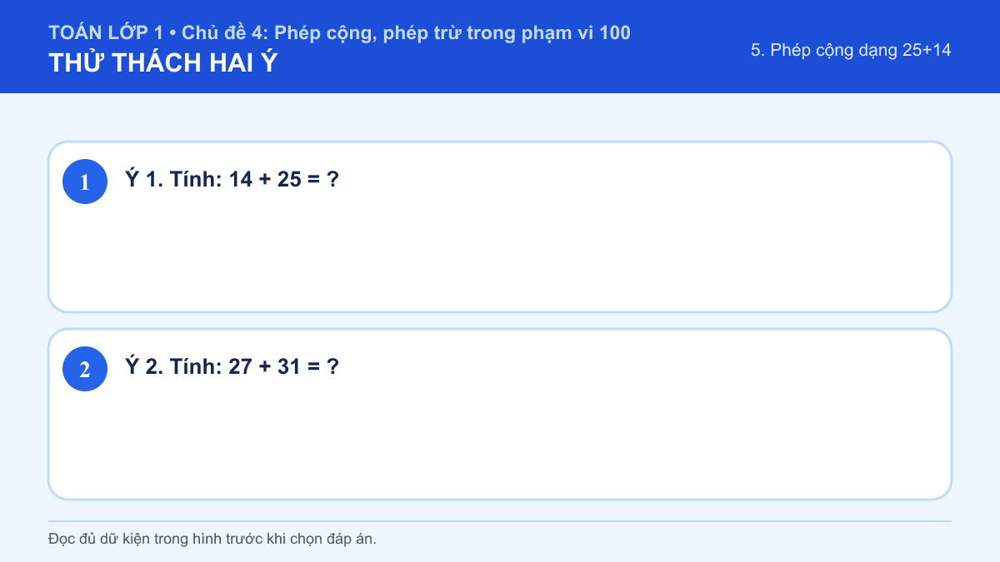 TOÁN LỚP 1 • Chủ đề 4: Phép cộng, phép trừ trong phạm vi 100
THỬ THÁCH HAI Ý
5. Phép cộng dạng 25+14
1
Ý 1. Tính: 14 + 25 = ?
2
Ý 2. Tính: 27 + 31 = ?
Đọc đủ dữ kiện trong hình trước khi chọn đáp án.